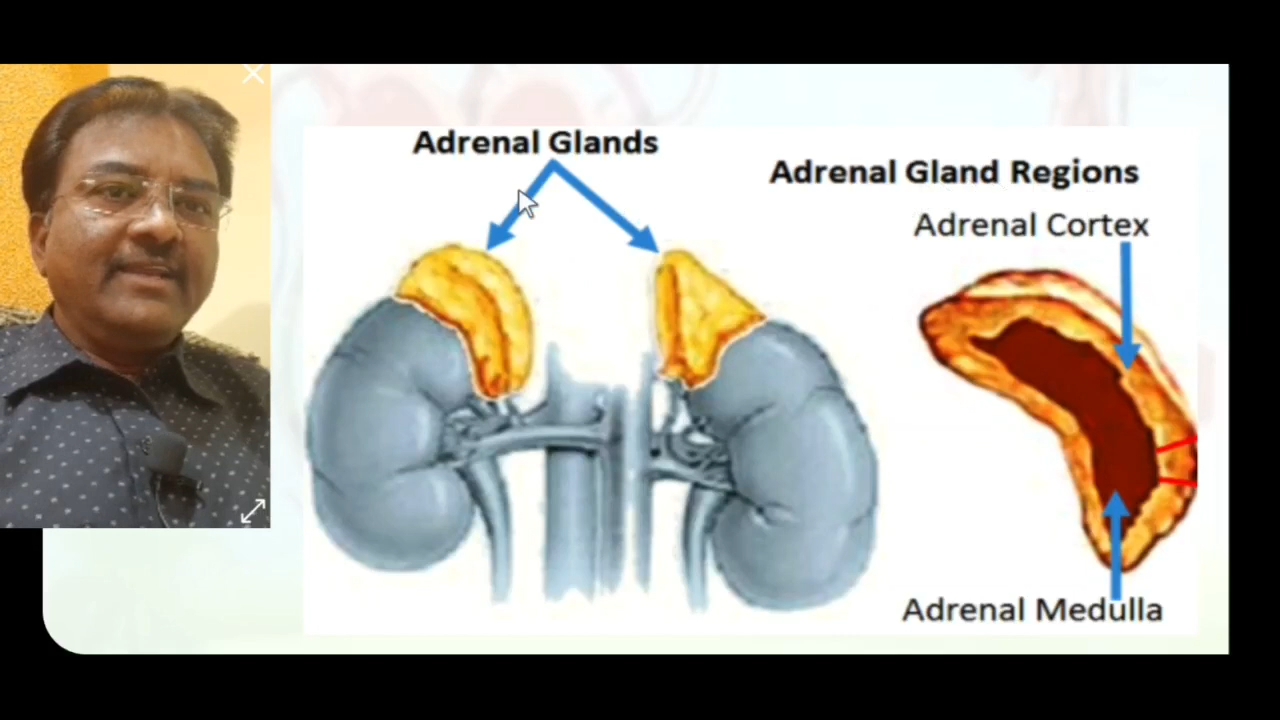 Adrenal Glands
Adrenal Gland Regions
Adrenal Cortex
Adrenal Medulla